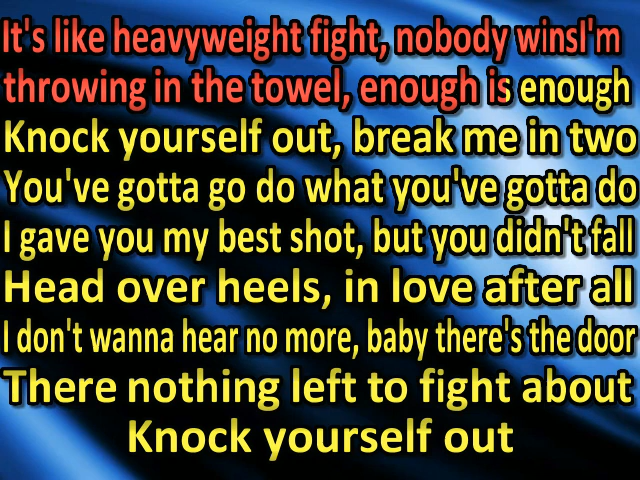 It's like heavyweight fight, nobody winsI'm
throwing in the towel, enough is enough
Knock yourself out, break me in two
You've gotta go do what you've gotta do
I gave you my best shot, but you didn't fall
Head over heels, in love after all
I don't wanna hear no more, baby there's the door
There nothing left to fight about
Knock yourself out